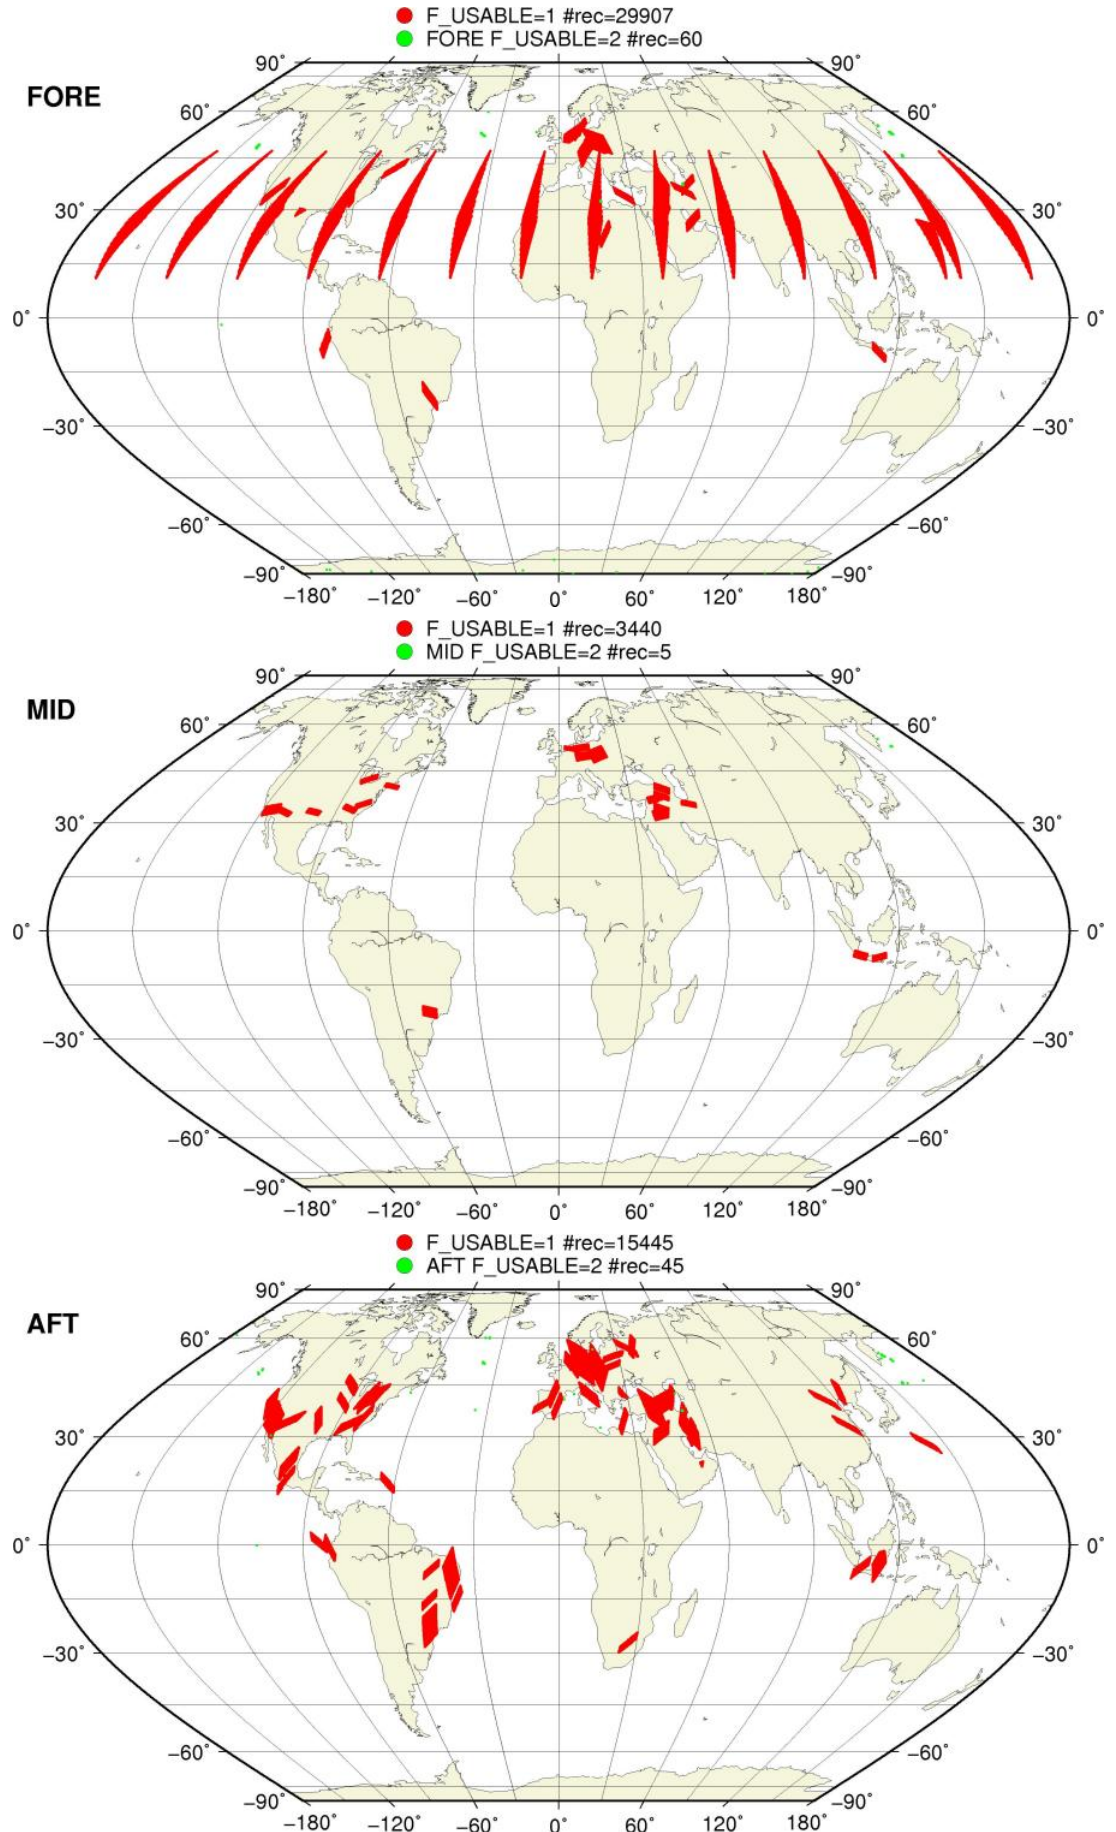 F_USABLE=1 #rec=29907
FORE F_USABLE=2 #rec=60
FORE
90° 90°
60° 60°
30° 30°
0° 0°
−30° −30°
−60° −60°
−90° −90°
−180° −120° −60° 0° 60° 120° 180°
F_USABLE=1 #rec=3440
MID F_USABLE=2 #rec=5
MID
90° 90°
60° 60°
30° 30°
0° 0°
−30° −30°
−60° −60°
−90° −90°
−180° −120° −60° 0° 60° 120° 180°
F_USABLE=1 #rec=15445
AFT F_USABLE=2 #rec=45
AFT
90° 90°
60° 60°
30° 30°
0° 0°
−30° −30°
−60° −60°
−90° −90°
−180° −120° −60° 0° 60° 120° 180°